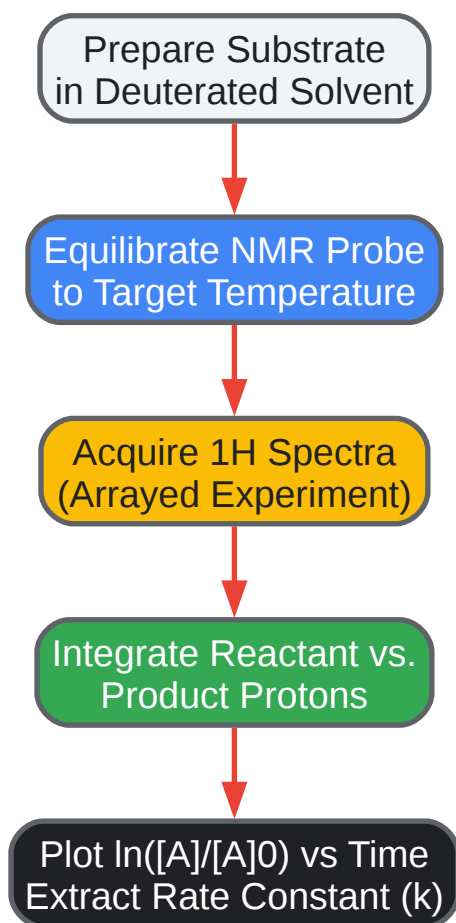 Prepare Substrate
in Deuterated Solvent
Equilibrate NMR Probe
to Target Temperature
Acquire 1H Spectra
(Arrayed Experiment)
Integrate Reactant vs.
Product Protons
Plot ln([A]/[A]0) vs Time
Extract Rate Constant (k)